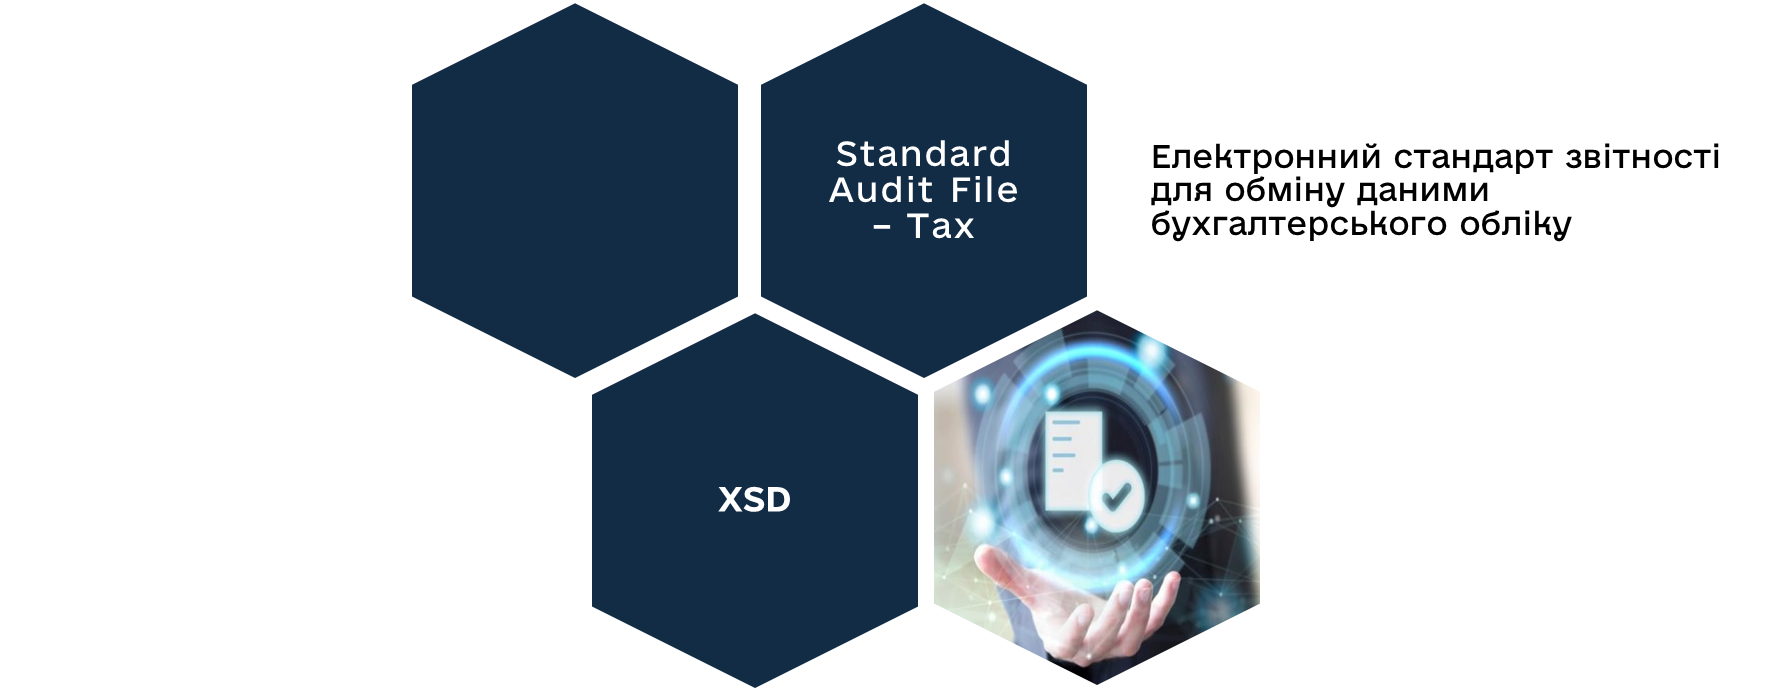 Standard
Audit File
– Tax
Електронний стандарт звітності
для обміну даними
бухгалтерського обліку
XSD